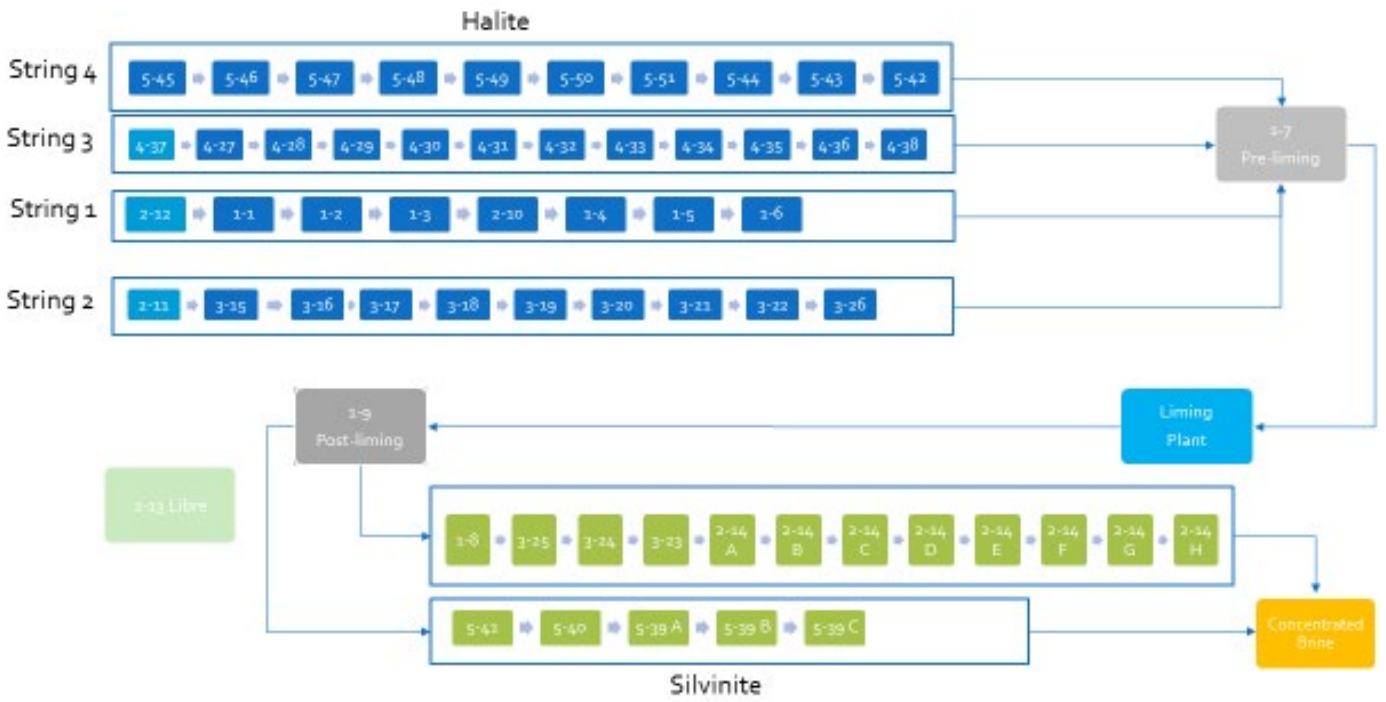 Halite
String 4
5-45 5-46 5-47 5-48 5-49 5-50 5-51 5-44 5-43 5-42
String 3
4-37 4-27 4-28 4-29 4-30 4-31 4-32 4-33 4-34 4-35 4-36 4-38
1-7
Pre-liming
String 1
2-12 1-1 1-2 1-3 2-10 1-4 1-5 1-6
String 2
2-11 3-15 3-16 3-17 3-18 3-19 3-20 3-21 3-22 3-26
1-9
Post-liming
Liming
Plant
2-13 Libre
1-8 3-25 3-24 3-23 2-14 A 2-14 B 2-14 C 2-14 D 2-14 E 2-14 F 2-14 G 2-14 H
5-41 5-40 5-39 A 5-39 B 5-39 C
Concentrated
Brine
Silvinite